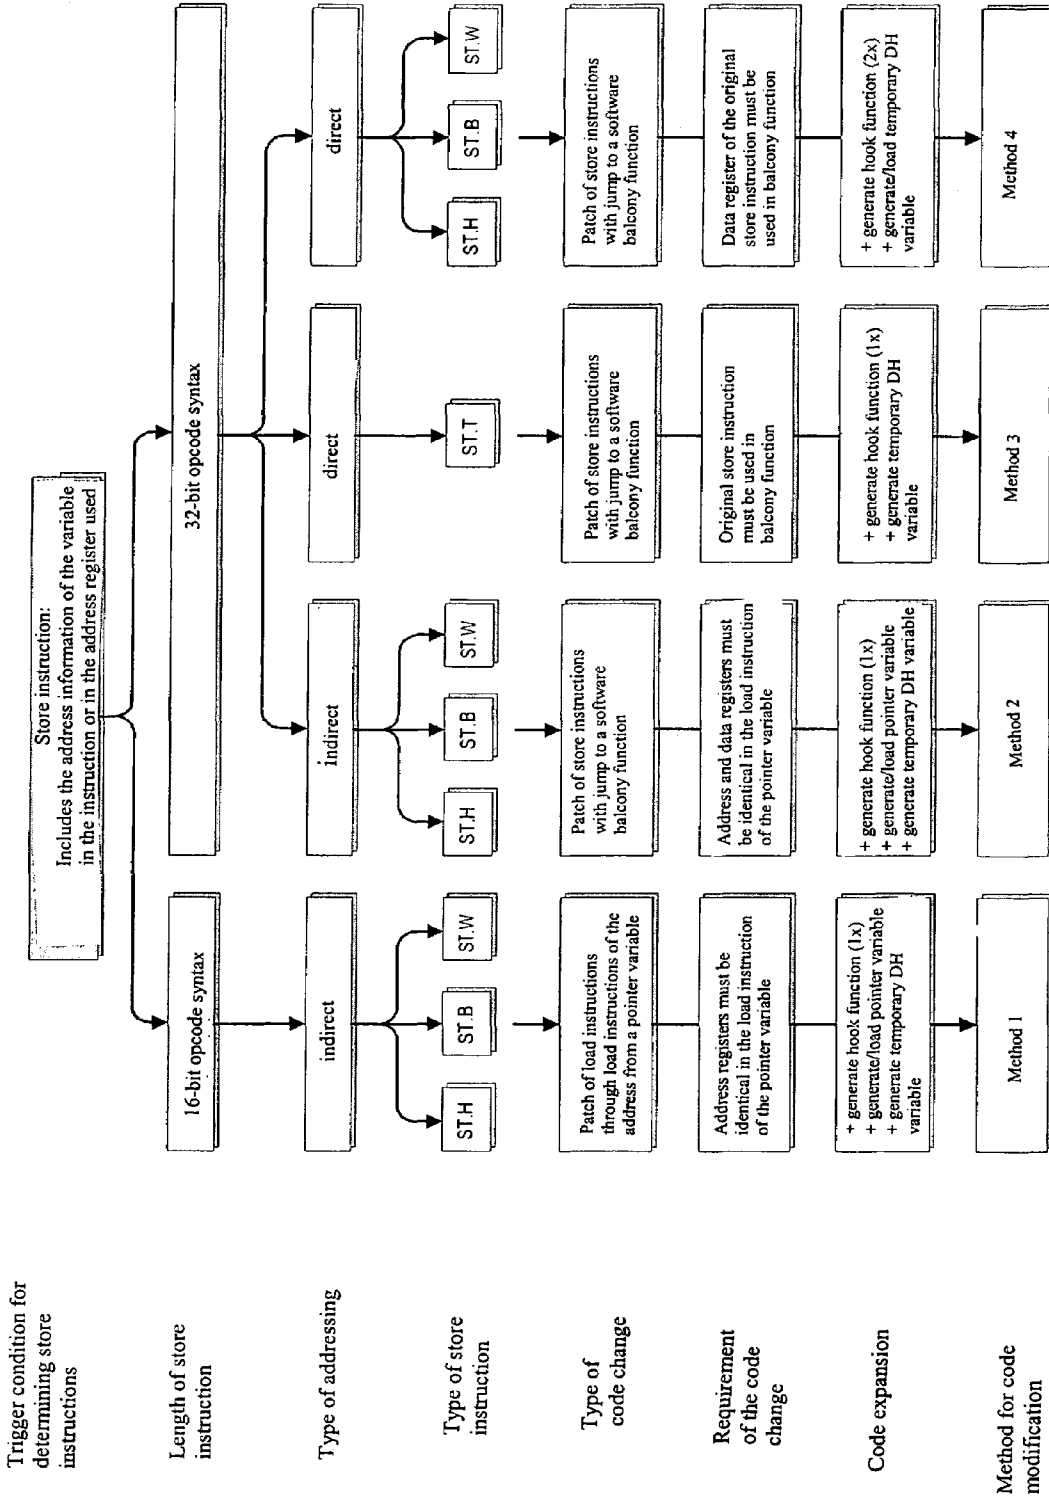 Trigger condition for
determining store
instructions
Store instruction:
Includes the address information of the variable
in the instruction or in the address register used
Length of store
instruction
16-bit opcode syntax
32-bit opcode syntax
Type of addressing
indirect
indirect
direct
direct
Type of store
instruction
ST.H
ST.B
ST.W
ST.H
ST.B
ST.W
ST.T
ST.H
ST.B
ST.W
Type of
code change
Patch of load instructions
through load instructions of the
address from a pointer variable
Patch of store instructions
with jump to a software
balcony function
Patch of store instructions
with jump to a software
balcony function
Patch of store instructions
with jump to a software
balcony function
Requirement
of the code
change
Address registers must be
identical in the load instruction
of the pointer variable
Address and data registers must
be identical in the load instruction
of the pointer variable
Original store instruction
must be used in
balcony function
Data register of the original
store instruction must be
used in balcony function
Code expansion
+ generate hook function (1x)
+ generate/load pointer variable
+ generate temporary DH
variable
+ generate hook function (1x)
+ generate/load pointer variable
+ generate temporary DH variable
+ generate hook function (1x)
+ generate temporary DH
variable
+ generate hook function (2x)
+ generate/load temporary DH
variable
Method for code
modification
Method 1
Method 2
Method 3
Method 4